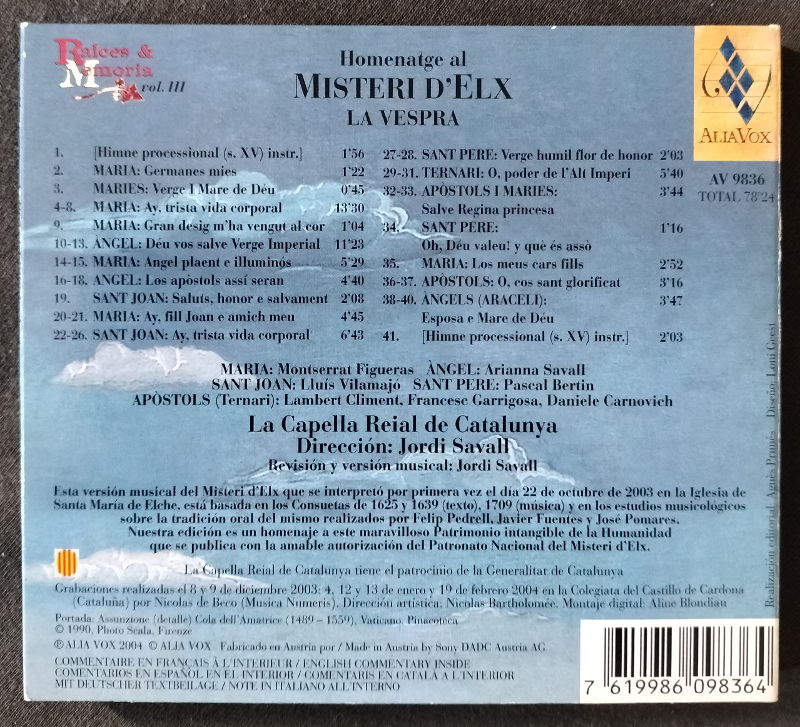 Raíces &
Memoria
vol. III
Homenatge al
MISTERI D'ELX
LA VESPRA
ALIAVOX
AV 9836
TOTAL 78'24
1. [Himne processional (s. XV) instr.] 1'56
2. MARIA: Germanes mies 1'22
3. MARIES: Verge I Mare de Déu 0'45
4-8. MARIA: Ay, trista vida corporal 13'30
9. MARIA: Gran desig m'ha vengut al cor 1'04
10-13. ÀNGEL: Déu vos salve Verge Imperial 11'23
14-15. MARIA: Angel plaent e illuminós 5'29
16-18. ANGEL: Los apòstols assí seran 4'40
19. SANT JOAN: Saluts, honor e salvament 2'08
20-21. MARIA: Ay, fill Joan e amich meu 4'45
22-26. SANT JOAN: Ay, trista vida corporal 6'43
27-28. SANT PERE: Verge humil flor de honor 2'03
29-31. TERNARI: O, poder de l'Alt Imperi 5'40
32-33. APÒSTOLS I MARIES: 3'44
Salve Regina princesa
34. SANT PERE: 1'16
Oh, Déu valeu! y què és assò
35. MARIA: Los meus cars fills 2'52
36-37. APÒSTOLS: O, cos sant glorificat 3'16
38-40. ÀNGELS (ARACELI): 3'47
Esposa e Mare de Déu
41. [Himne processional (s. XV) instr.] 2'03
MARIA: Montserrat Figueras ÀNGEL: Arianna Savall
SANT JOAN: Lluís Vilamajó SANT PERE: Pascal Bertin
APÒSTOLS (Ternari): Lambert Climent, Francesc Garrigosa, Daniele Carnovich
La Capella Reial de Catalunya
Dirección: Jordi Savall
Revisión y versión musical: Jordi Savall
Esta versión musical del Misteri d'Elx que se interpretó por primera vez el día 22 de octubre de 2003 en la Iglesia de
Santa María de Elche, está basada en los Consuetas de 1625 y 1639 (texto), 1709 (música) y en los estudios musicológicos
sobre la tradición oral del mismo realizados por Felip Pedrell, Javier Fuentes y José Pomares.
Nuestra edición es un homenaje a este maravilloso Patrimonio intangible de la Humanidad
que se publica con la amable autorización del Patronato Nacional del Misteri d'Elx.
La Capella Reial de Catalunya tiene el patrocinio de la Generalitat de Catalunya
Grabaciones realizadas el 8 y 9 de diciembre 2003; 4, 12 y 13 de enero y 19 de febrero 2004 en la Colegiata del Castillo de Cardona
(Cataluña) por Nicolas de Beco (Musica Numeris). Dirección artística: Nicolas Bartholomée. Montaje digital: Aline Blondiau
Portada: Assunzione (detalle) Cola dell'Amatrice (1489 – 1559), Vaticano, Pinacoteca
© 1990, Photo Scala, Firenze
℗ ALIA VOX 2004 © ALIA VOX. Fabricado en Austria por / Made in Austria by Sony DADC Austria AG
COMMENTAIRE EN FRANÇAIS À L'INTERIEUR / ENGLISH COMMENTARY INSIDE
COMENTARIOS EN ESPAÑOL EN EL INTERIOR / COMENTARIS EN CATALÀ A L'INTERIOR
MIT DEUTSCHER TEXTBEILAGE / NOTE IN ITALIANO ALL'INTERNO
7 619986 098364
Realización editorial: Agnès Prunés Diseño: Loni Geest